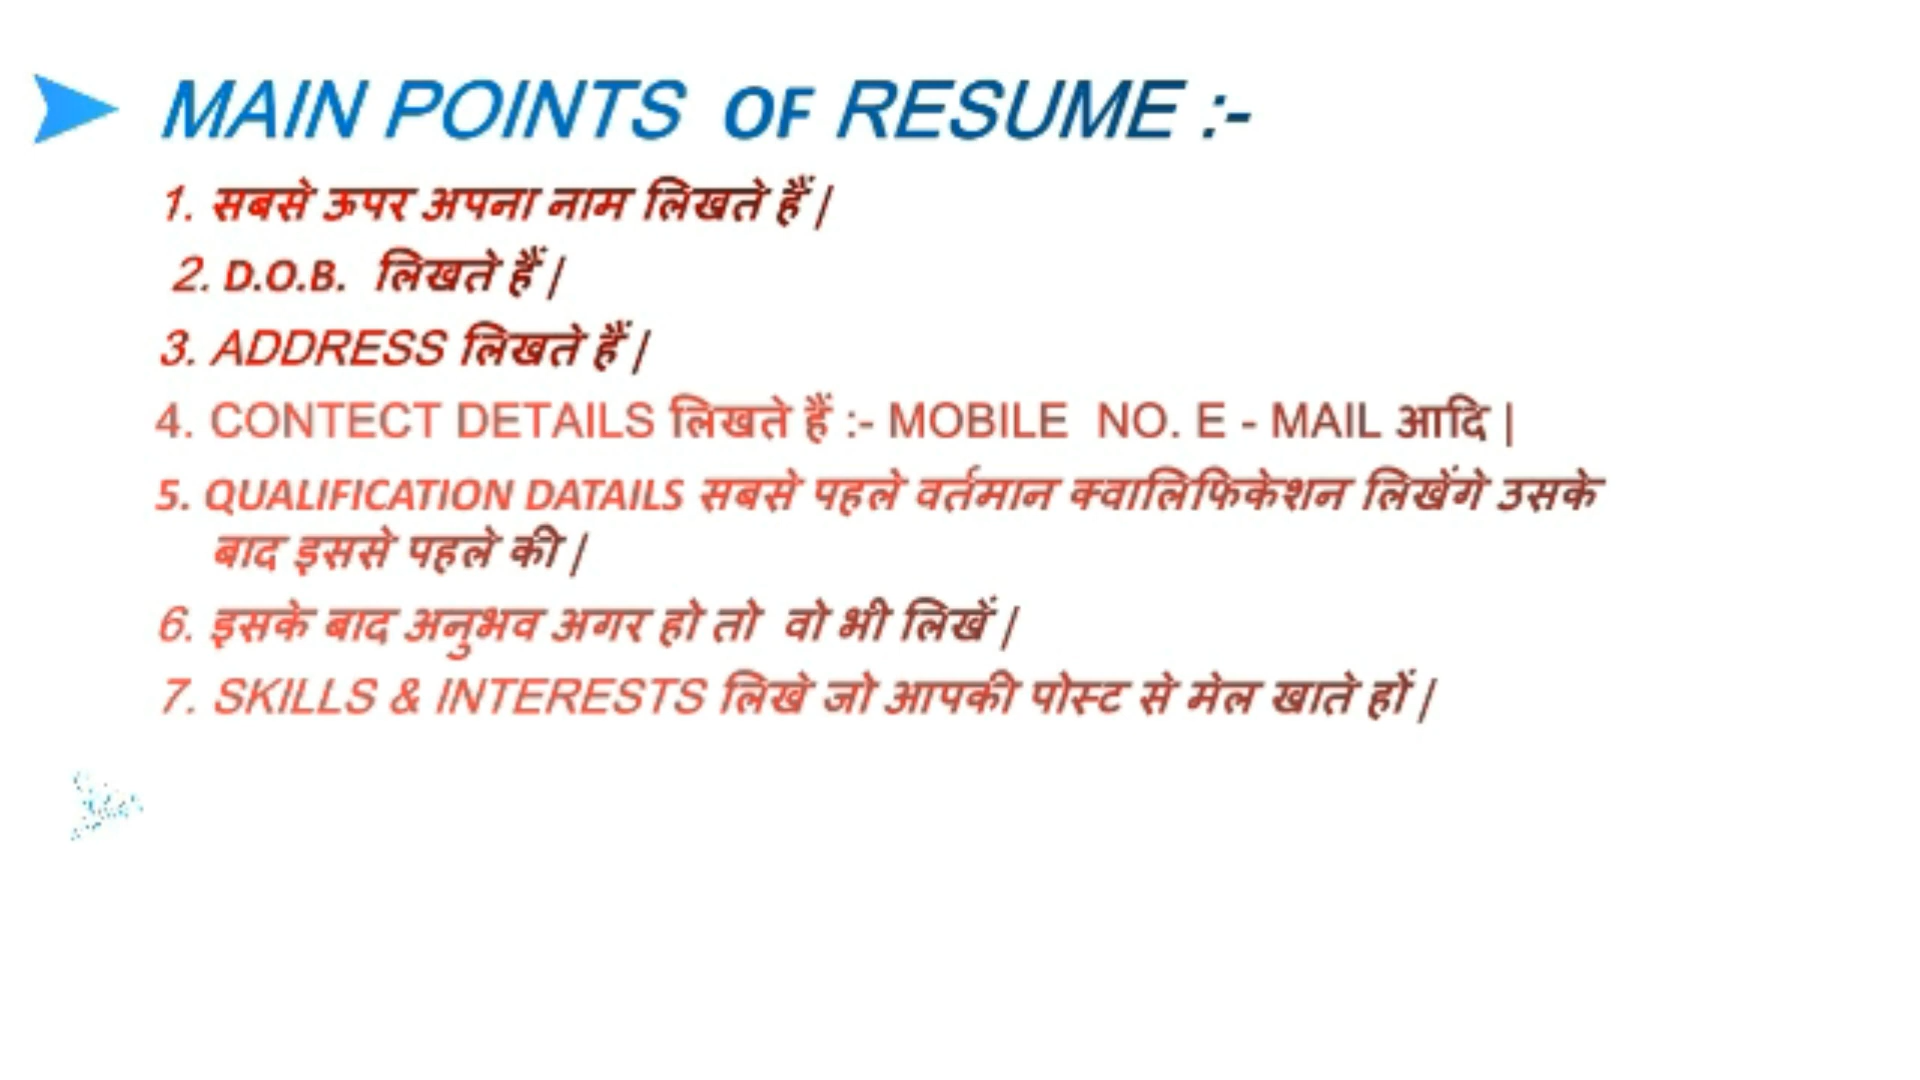 MAIN POINTS OF RESUME :-
1. सबसे ऊपर अपना नाम लिखते हैं |
2. D.O.B. लिखते हैं |
3. ADDRESS लिखते हैं |
4. CONTECT DETAILS लिखते हैं :- MOBILE NO. E - MAIL आदि |
5. QUALIFICATION DATAILS सबसे पहले वर्तमान क्वालिफिकेशन लिखेंगे उसके
बाद इससे पहले की |
6. इसके बाद अनुभव अगर हो तो वो भी लिखें |
7. SKILLS & INTERESTS लिखे जो आपकी पोस्ट से मेल खाते हों |